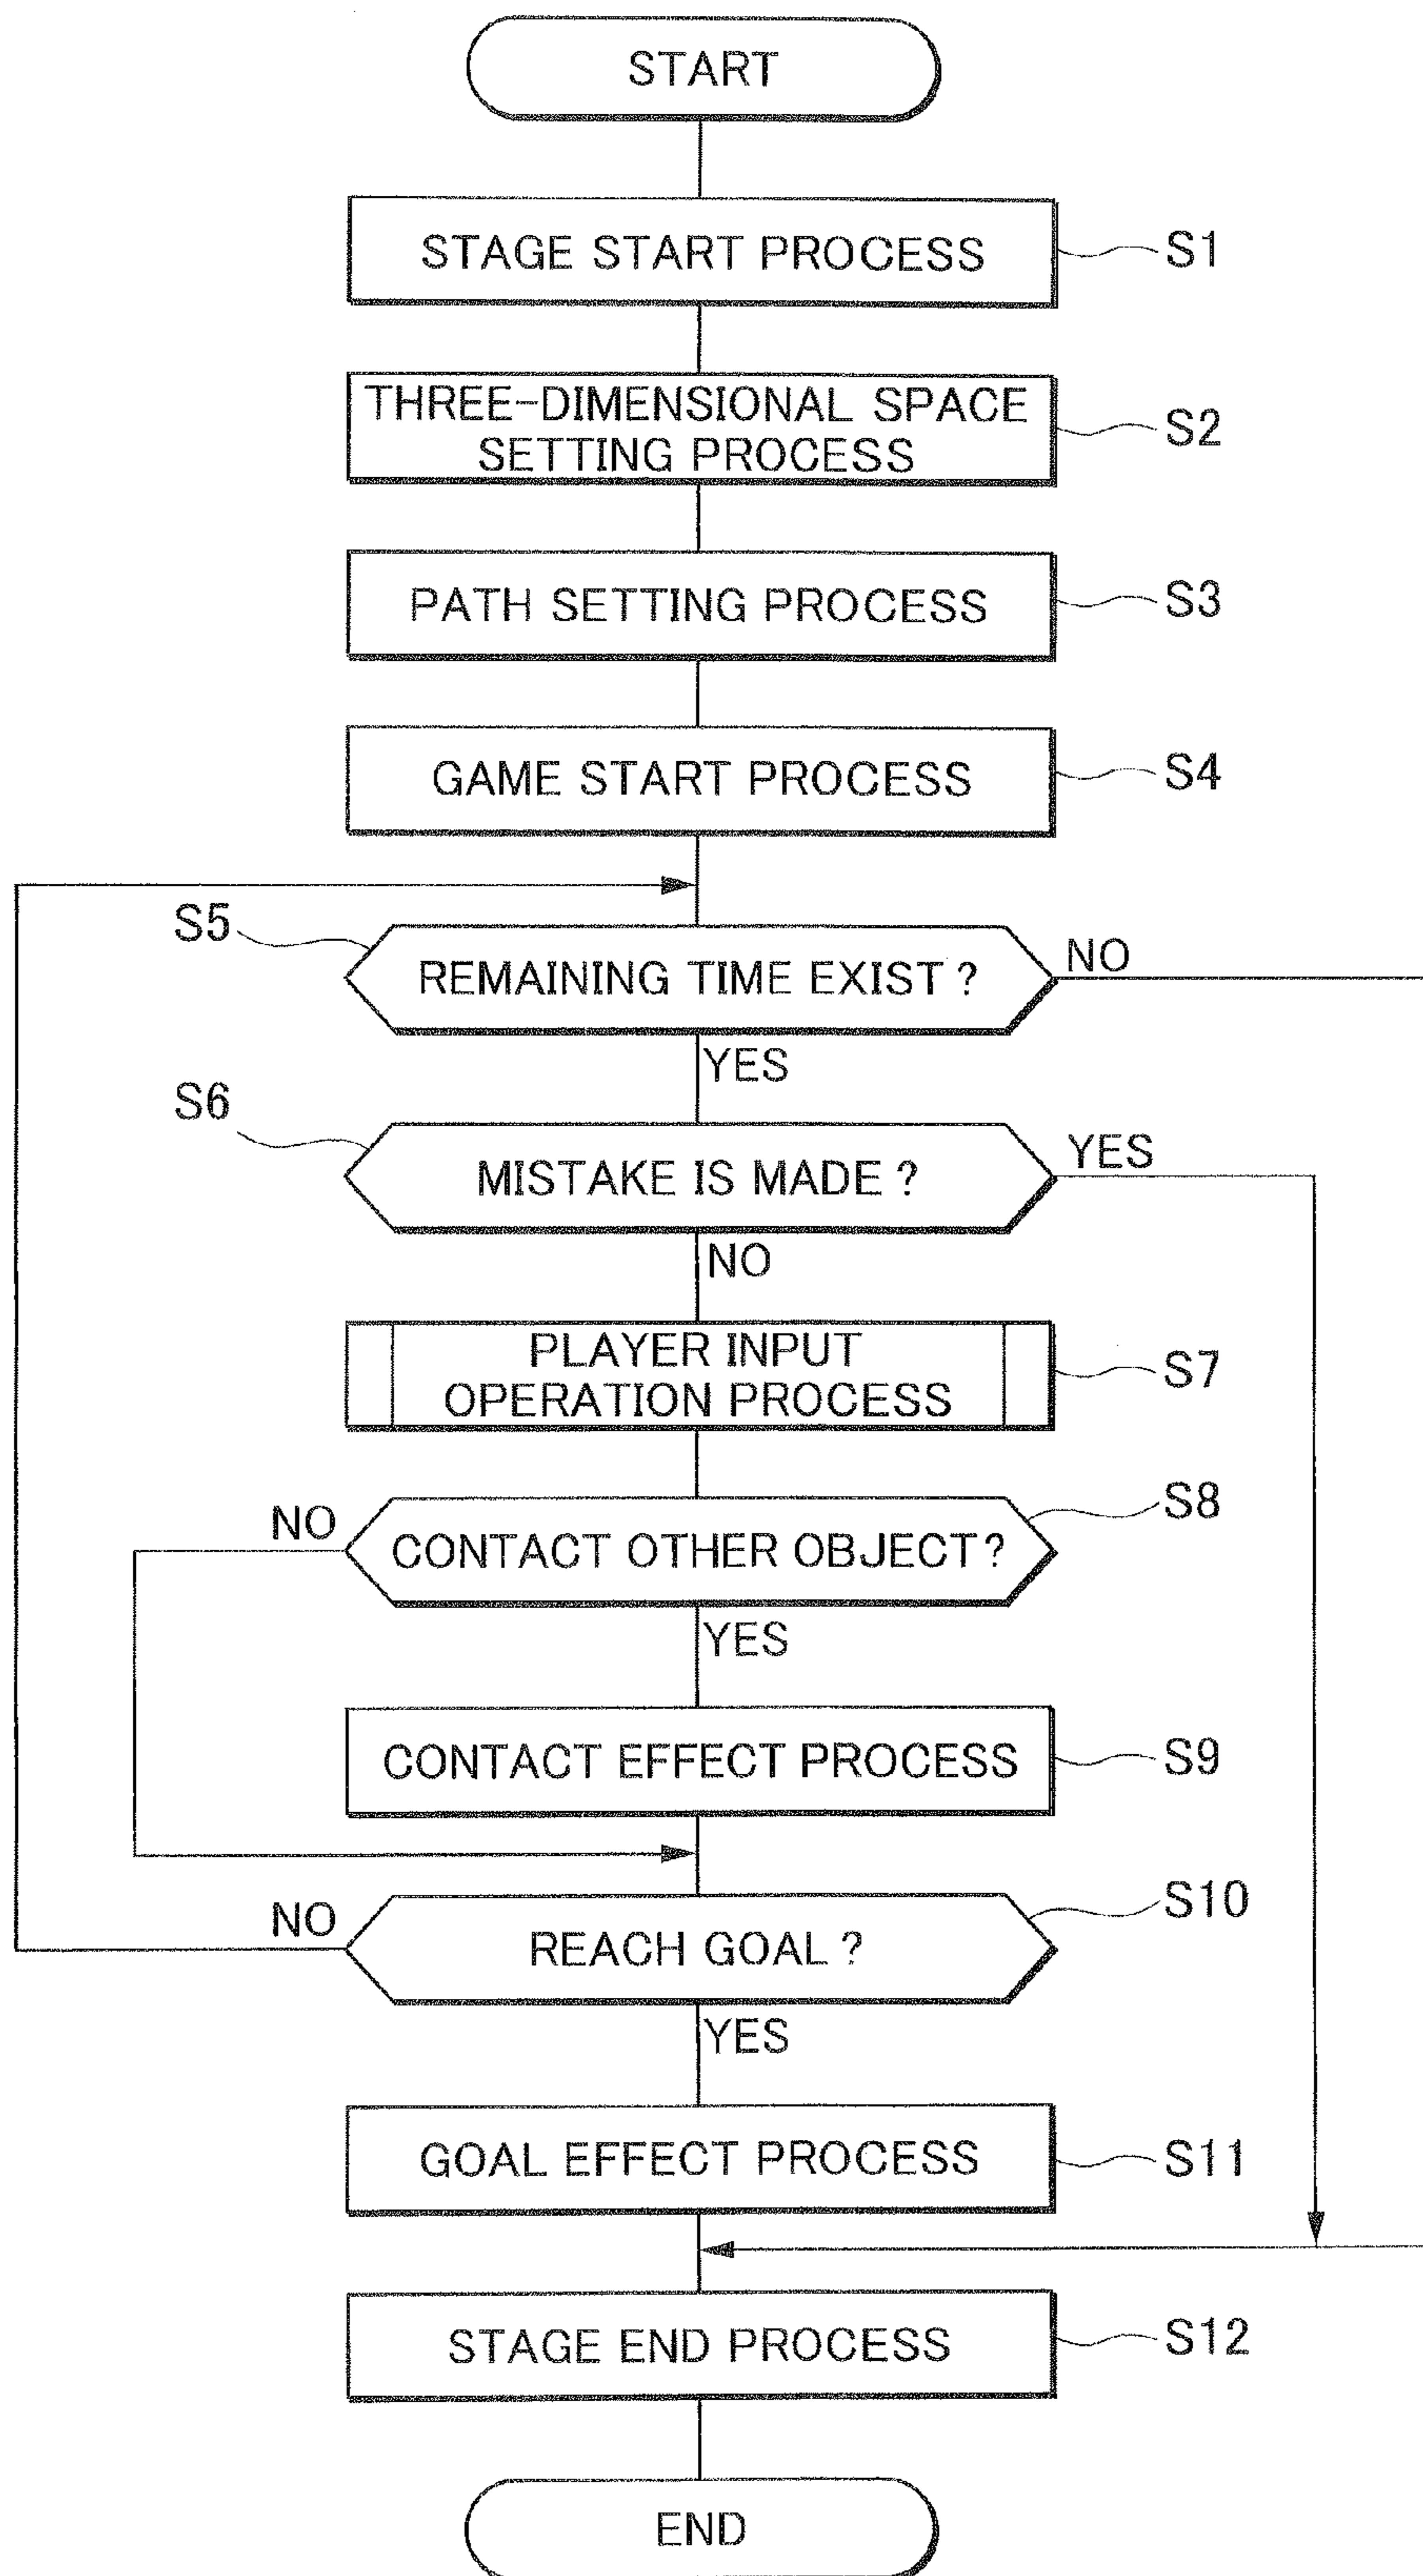 START
STAGE START PROCESS
S1
THREE-DIMENSIONAL SPACE
SETTING PROCESS
S2
PATH SETTING PROCESS
S3
GAME START PROCESS
S4
S5
REMAINING TIME EXIST ?
NO
YES
S6
MISTAKE IS MADE ?
YES
NO
PLAYER INPUT
OPERATION PROCESS
S7
S8
NO
CONTACT OTHER OBJECT ?
YES
CONTACT EFFECT PROCESS
S9
S10
NO
REACH GOAL ?
YES
GOAL EFFECT PROCESS
S11
STAGE END PROCESS
S12
END